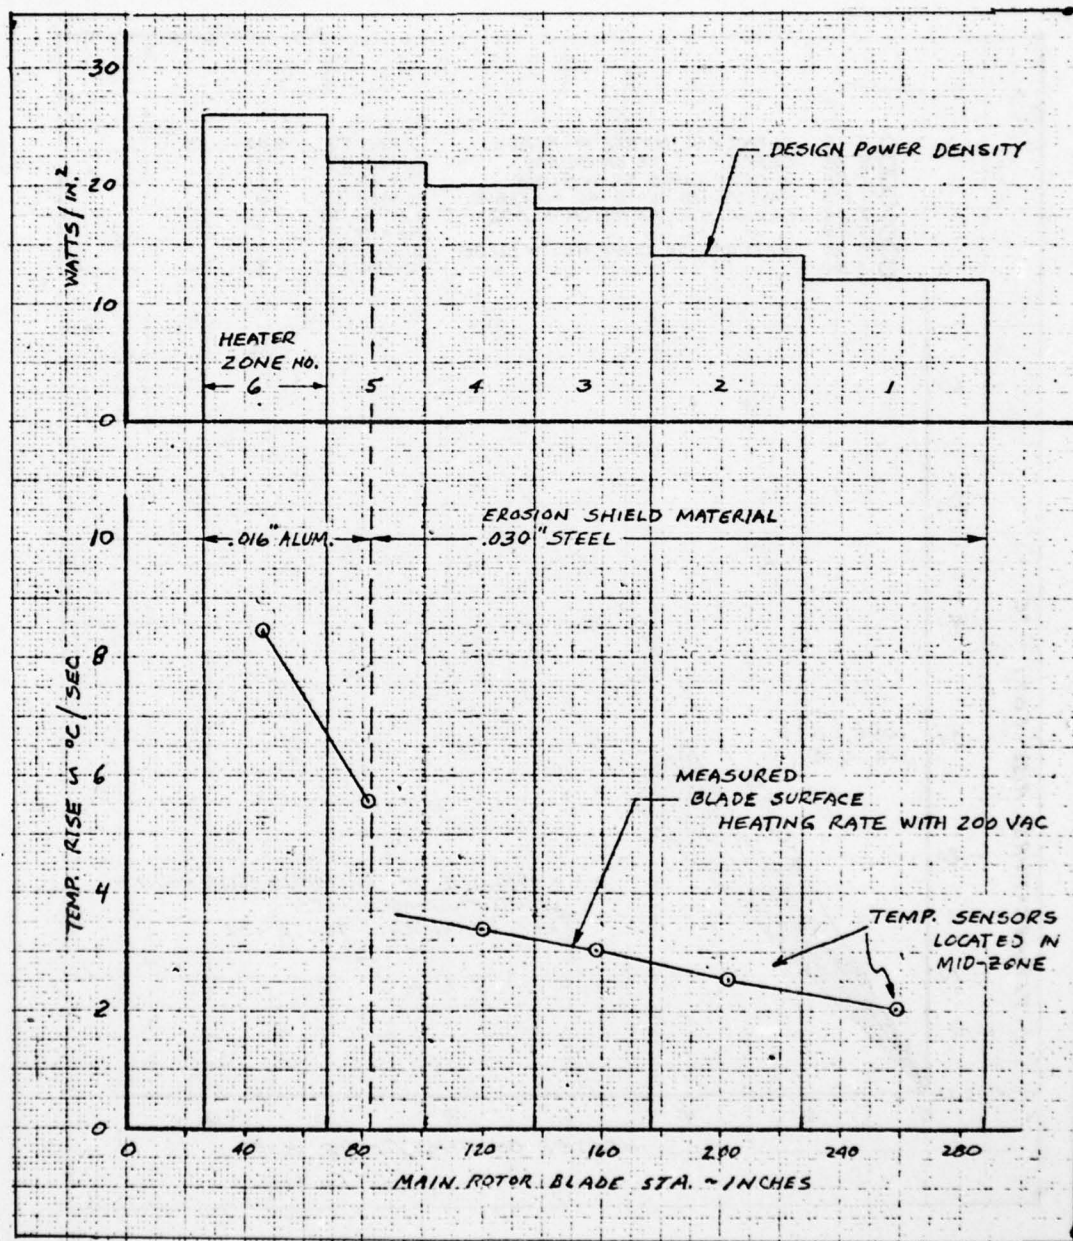 30
20
10
0
WATTS/IN.²
DESIGN POWER DENSITY
HEATER
ZONE NO.
6 5 4 3 2 1
10
8
6
4
2
0
TEMP. RISE ~ °C/SEC
.016" ALUM.
EROSION SHIELD MATERIAL
.030" STEEL
MEASURED
BLADE SURFACE
HEATING RATE WITH 200 VAC
TEMP. SENSORS
LOCATED IN
MID-ZONE
0 40 80 120 160 200 240 280
MAIN ROTOR BLADE STA. ~ INCHES